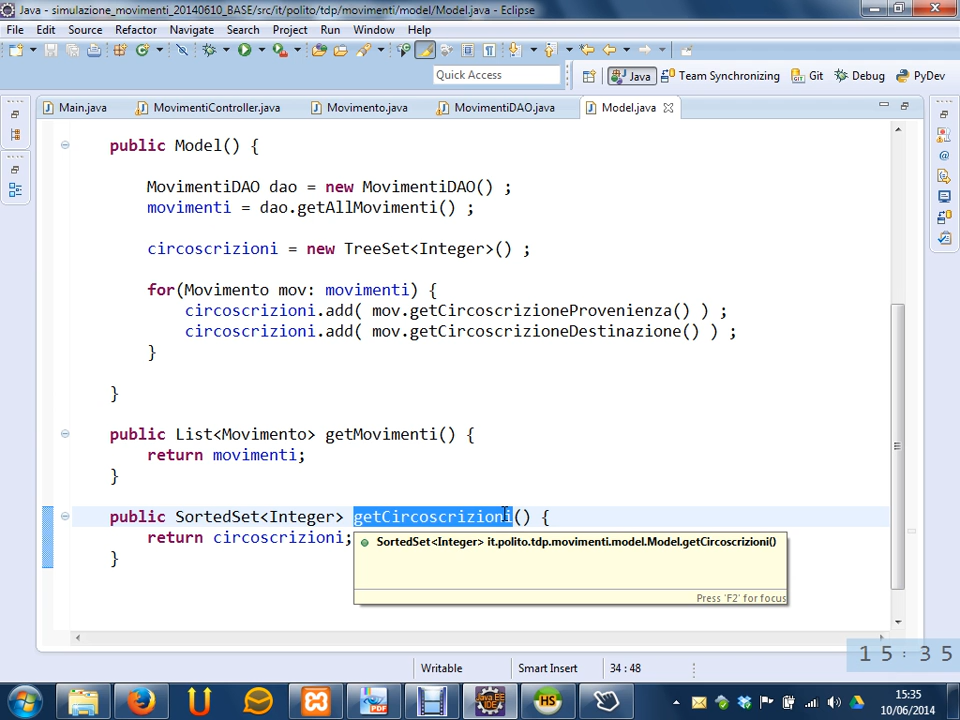 Java - simulazione_movimenti_20140610_BASE/src/it/polito/tdp/movimenti/model/Model.java - Eclipse
File Edit Source Refactor Navigate Search Project Run Window Help
Quick Access
Java Team Synchronizing Git Debug PyDev
Main.java MovimentiController.java Movimento.java MovimentiDAO.java Model.java
public Model() {
MovimentiDAO dao = new MovimentiDAO() ;
movimenti = dao.getAllMovimenti() ;
circoscrizioni = new TreeSet<Integer>() ;
for(Movimento mov: movimenti) {
circoscrizioni.add( mov.getCircoscrizioneProvenienza() ) ;
circoscrizioni.add( mov.getCircoscrizioneDestinazione() ) ;
}
}
public List<Movimento> getMovimenti() {
return movimenti;
}
public SortedSet<Integer> getCircoscrizioni() {
return circoscrizioni;
}
SortedSet<Integer> it.polito.tdp.movimenti.model.Model.getCircoscrizioni()
Press 'F2' for focus
15:35
Writable Smart Insert 34 : 48
PDF
Java EE
IDE
HS
15:35
10/06/2014